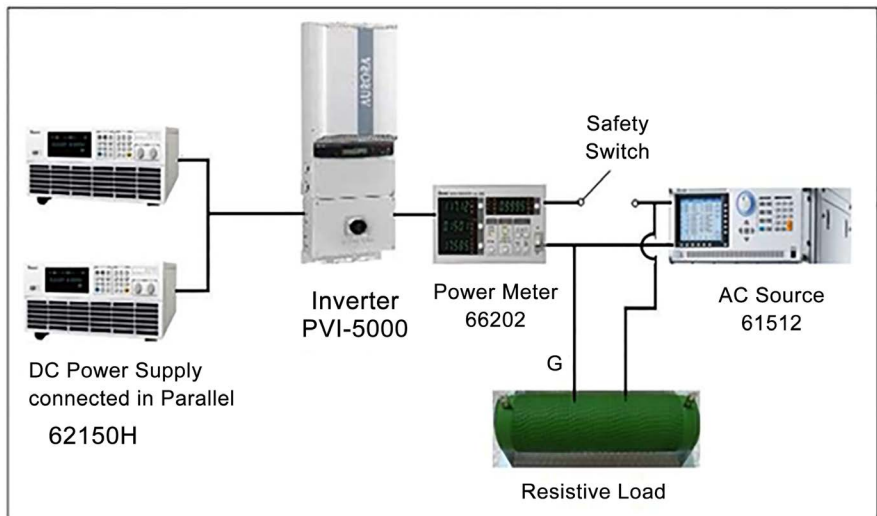 AURORA
Safety
Switch
Inverter
PVI-5000
Power Meter
66202
AC Source
61512
DC Power Supply
connected in Parallel
62150H
G
Resistive Load